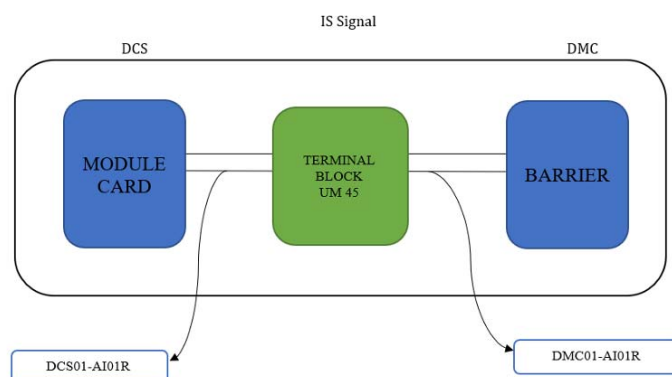 IS Signal
DCS
DMC
MODULE
CARD
TERMINAL
BLOCK
UM 45
BARRIER
DCS01-AI01R
DMC01-AI01R